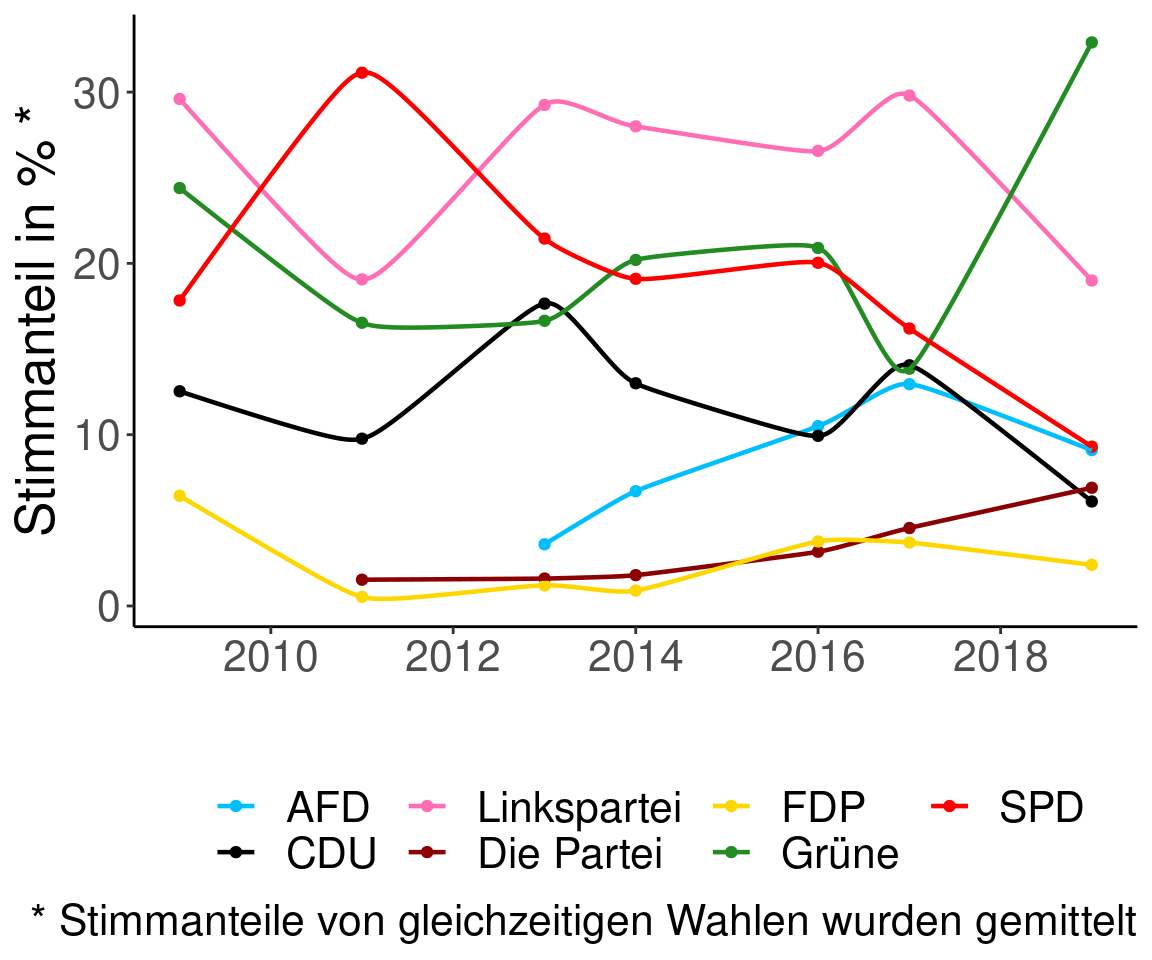 Stimmanteil in % *
30
20
10
0
2010 2012 2014 2016 2018
AFD Linkspartei FDP SPD
CDU Die Partei Grüne
* Stimmanteile von gleichzeitigen Wahlen wurden gemittelt